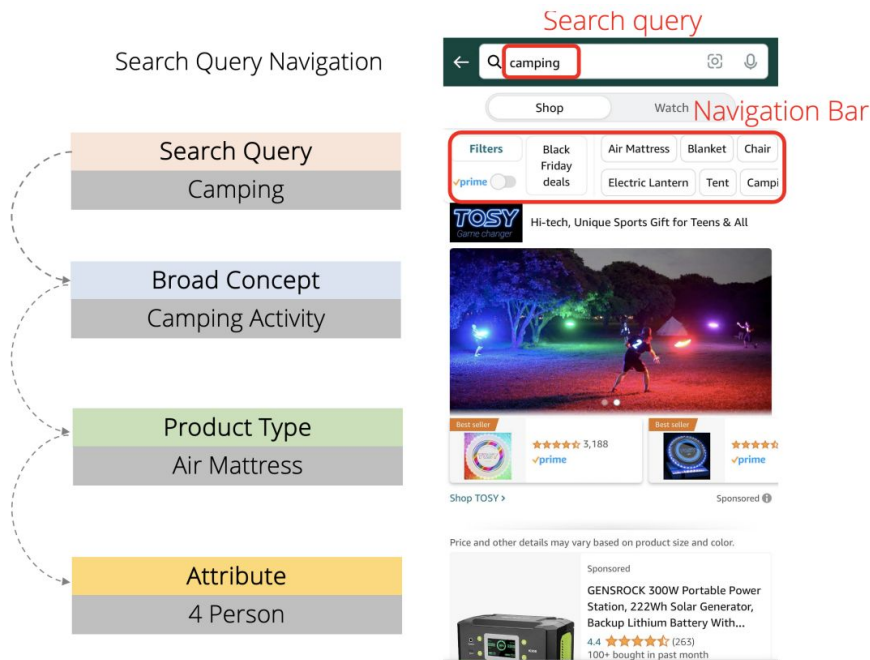 Search query
Search Query Navigation
camping
Shop
Watch
Navigation Bar
Search Query
Camping
Filters
prime
Black
Friday
deals
Air Mattress
Blanket
Chair
Electric Lantern
Tent
Campi
TOSY
Game changer
Hi-tech, Unique Sports Gift for Teens & All
Broad Concept
Camping Activity
Product Type
Air Mattress
Best seller
3,188
prime
Best seller
prime
Shop TOSY >
Sponsored
Price and other details may vary based on product size and color.
Attribute
4 Person
Sponsored
GENSROCK 300W Portable Power
Station, 222Wh Solar Generator,
Backup Lithium Battery With...
4.4 (263)
100+ bought in past month